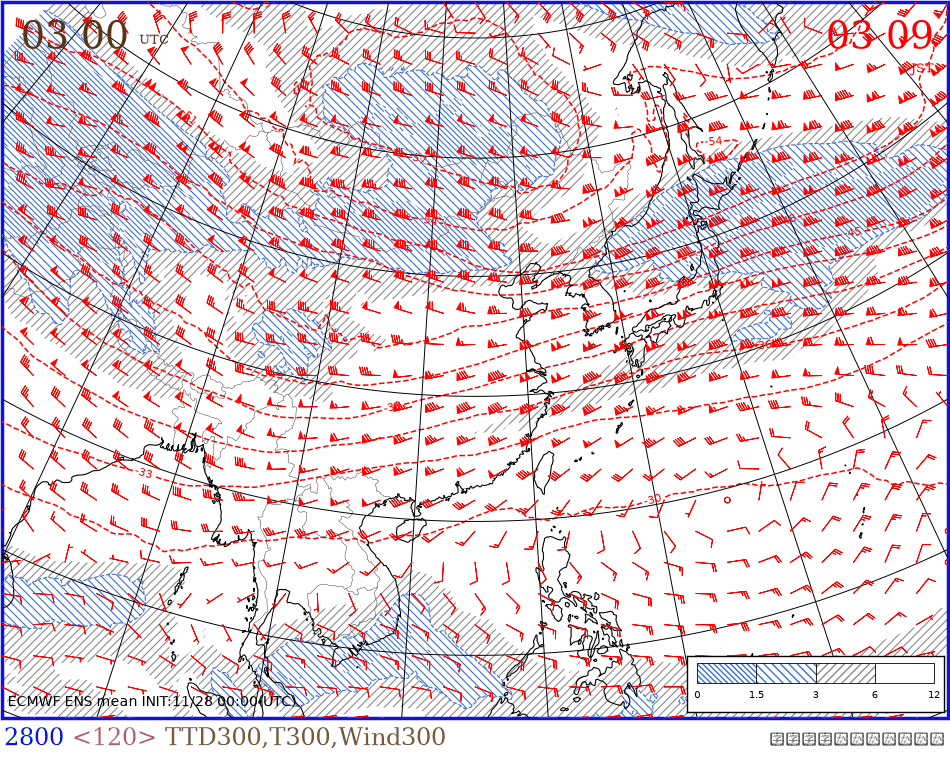 03 00 UTC
03 09 JST
-54
-45
-36
-33
-30
0 1.5 3 6 12
ECMWF ENS mean INIT:11/28 00:00(UTC)
2800 <120> TTD300,T300,Wind300